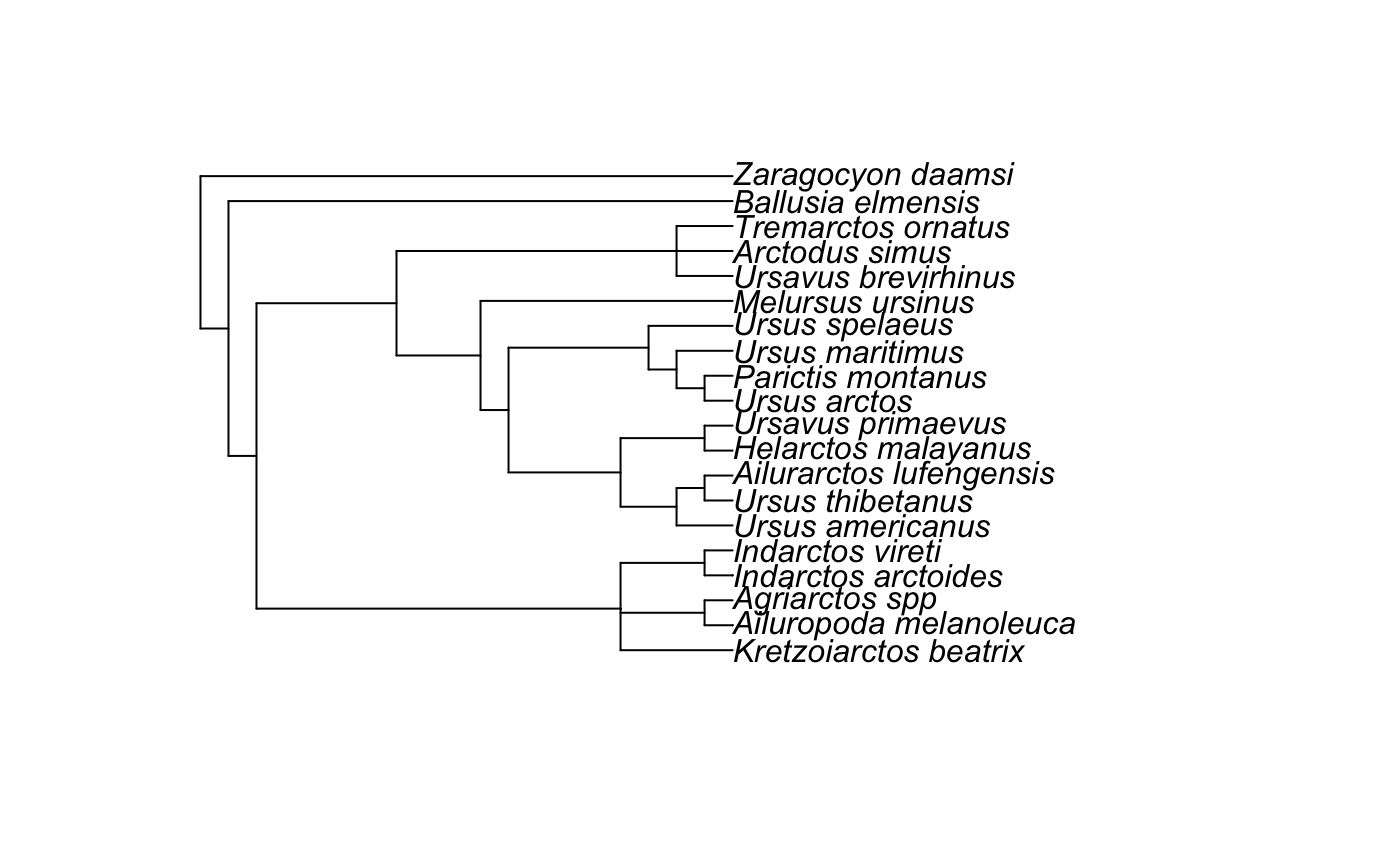 Zaragocyon daamsi
Ballusia elmensis
Tremarctos ornatus
Arctodus simus
Ursavus brevirhinus
Melursus ursinus
Ursus spelaeus
Ursus maritimus
Parictis montanus
Ursus arctos
Ursavus primaevus
Helarctos malayanus
Ailurarctos lufengensis
Ursus thibetanus
Ursus americanus
Indarctos vireti
Indarctos arctoides
Agriarctos spp
Ailuropoda melanoleuca
Kretzoiarctos beatrix